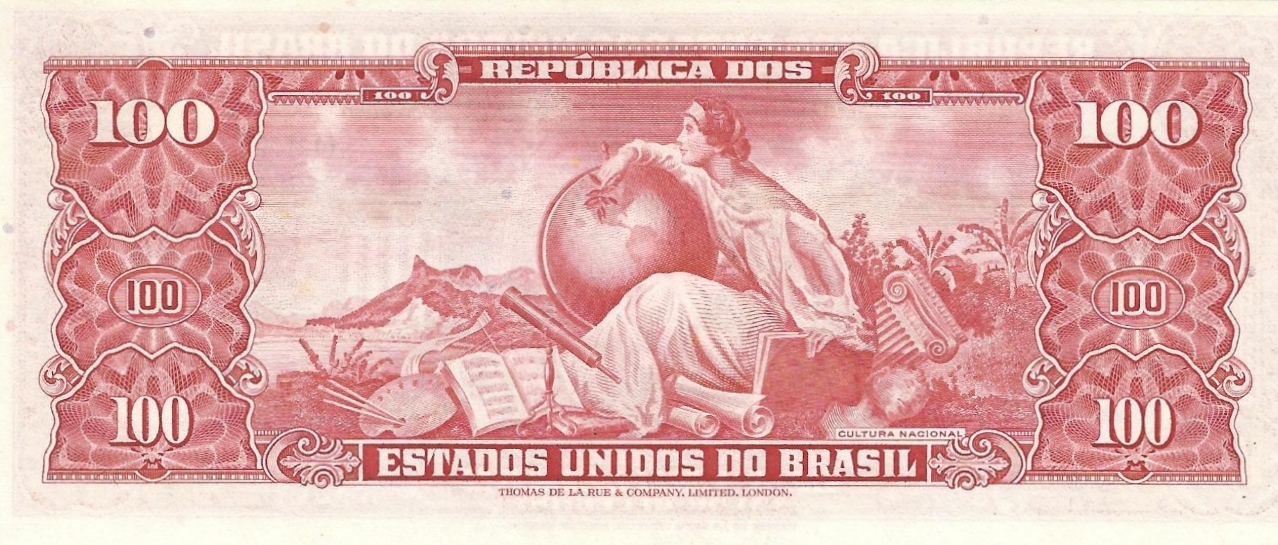 REPÚBLICA DOS
100 100
100 100
100 100
100 100
CULTURA NACIONAL
ESTADOS UNIDOS DO BRASIL
THOMAS DE LA RUE & COMPANY, LIMITED, LONDON.